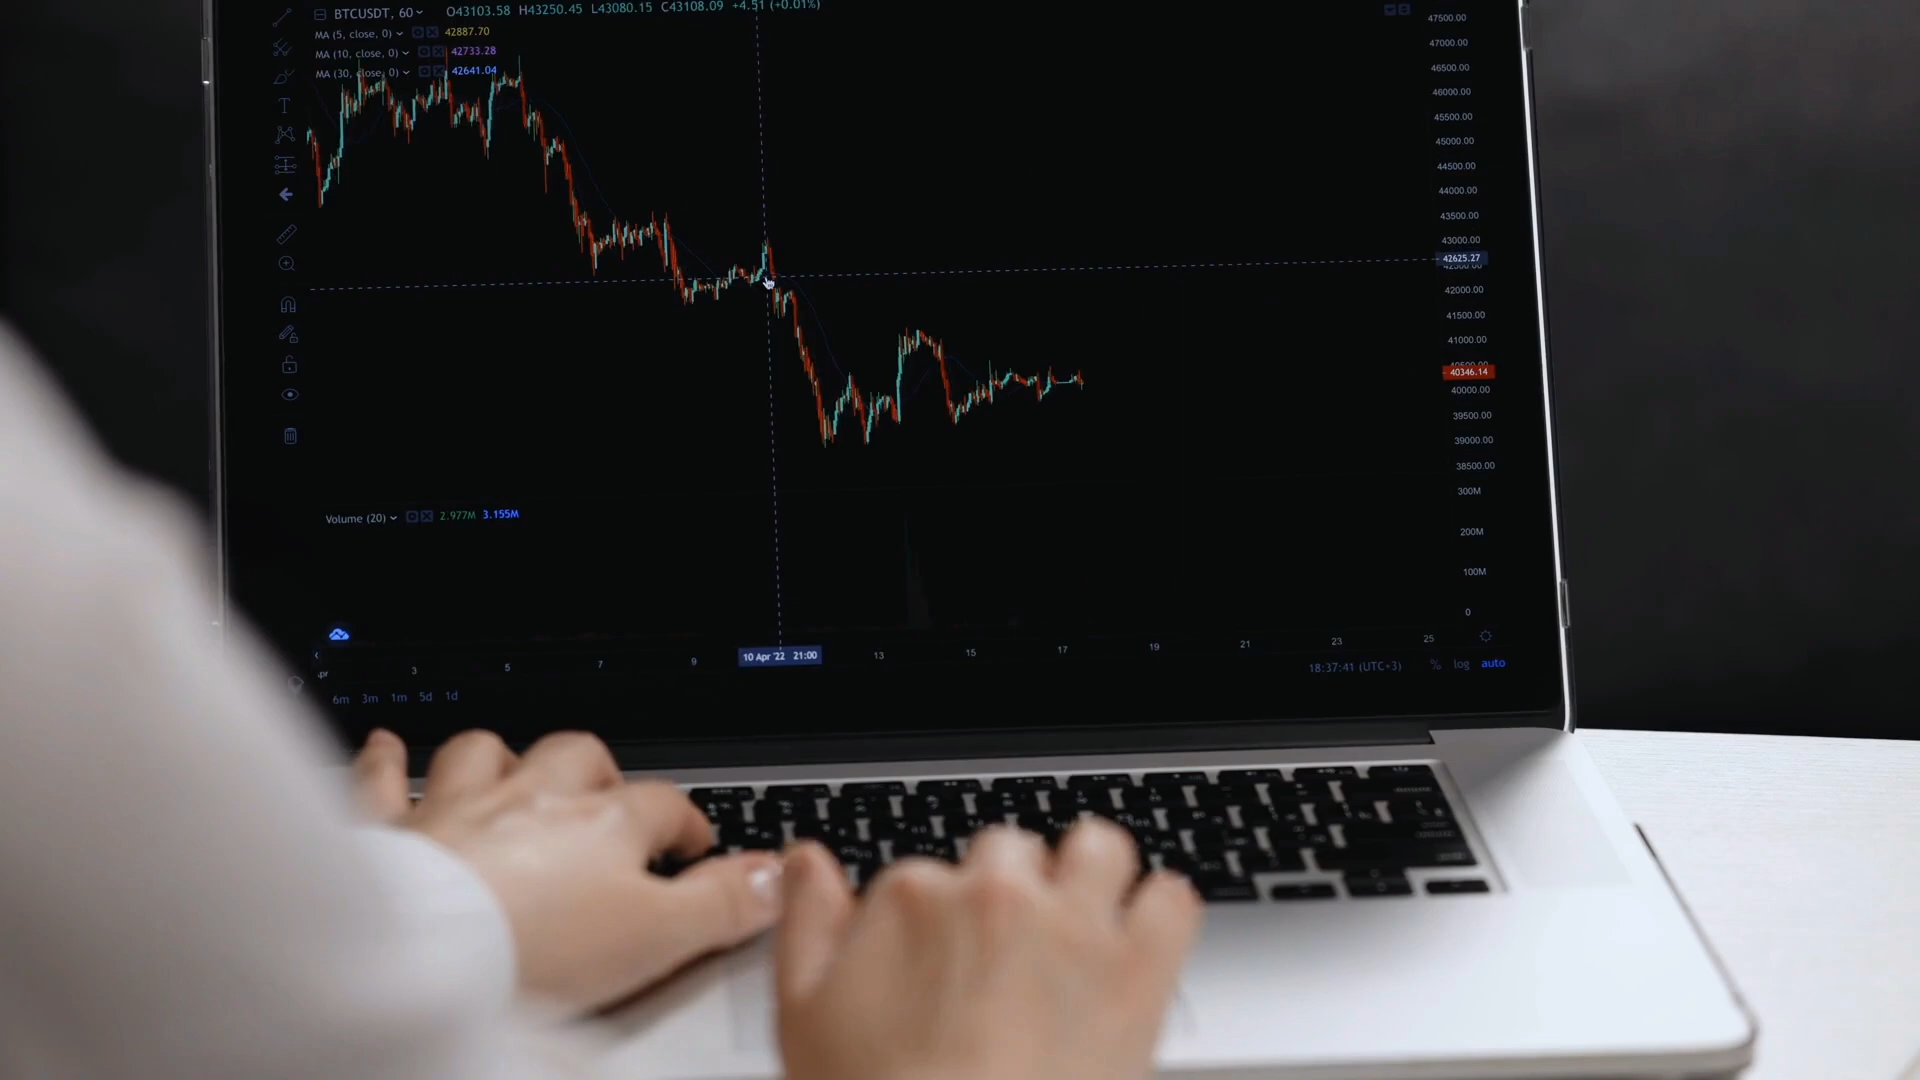 BTCUSDT, 60 O43103.58 H43250.45 L43080.15 C43108.09 +4.51 (+0.01%)
MA (5, close, 0) 42887.70
MA (10, close, 0) 42733.28
MA (30, close, 0) 42641.04
47500.00
47000.00
46500.00
46000.00
45500.00
45000.00
44500.00
44000.00
43500.00
43000.00
42625.27
42000.00
41500.00
41000.00
40346.14
40000.00
39500.00
39000.00
38500.00
Volume (20) 2.977M 3.155M
300M
200M
100M
0
3 5 7 9 10 Apr '22 21:00 13 15 17 19 21 23 25
18:37:41 (UTC+3) % log auto
6m 3m 1m 5d 1d